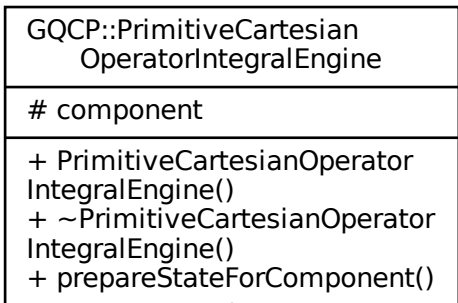 GQCP::PrimitiveCartesian
OperatorIntegralEngine
# component
+ PrimitiveCartesianOperator
IntegralEngine()
+ ~PrimitiveCartesianOperator
IntegralEngine()
+ prepareStateForComponent()